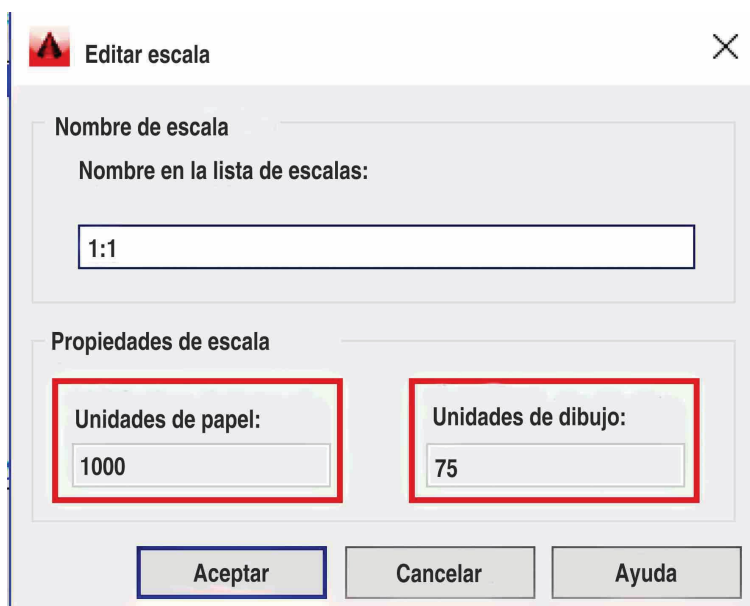 Editar escala
Nombre de escala
Nombre en la lista de escalas:
1:1
Propiedades de escala
Unidades de papel:
1000
Unidades de dibujo:
75
Aceptar
Cancelar
Ayuda